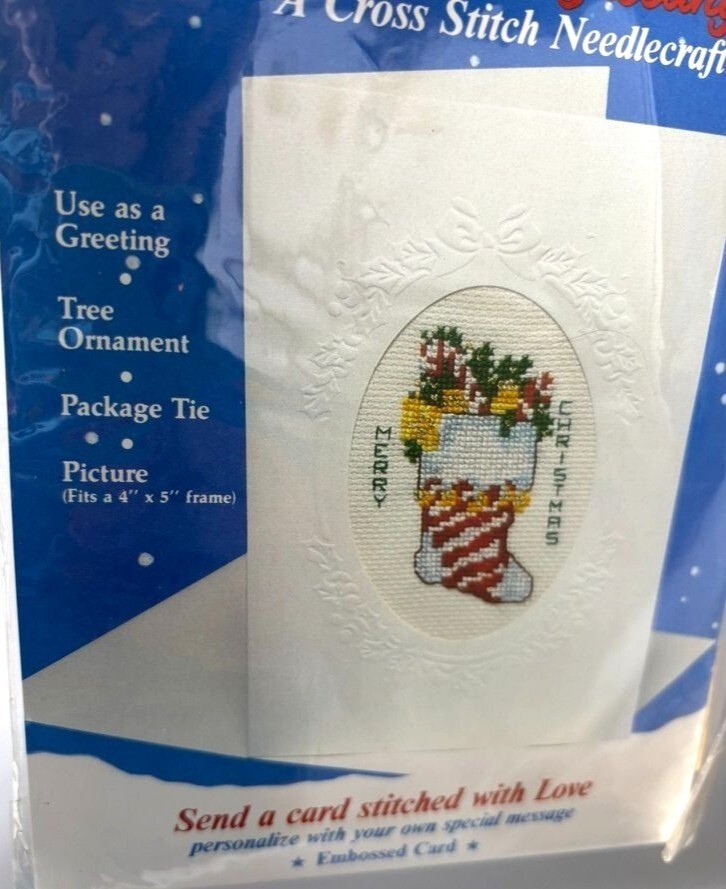 A Cross Stitch Needlecraft
Use as a
Greeting
•
Tree
Ornament
•
Package Tie
•
Picture
(Fits a 4" x 5" frame)
MERRY
CHRISTMAS
Send a card stitched with Love
personalize with your own special message
★ Embossed Card ★